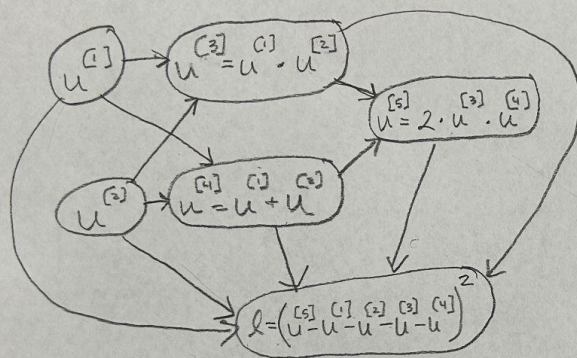 u^[1]
u^[3] = u^[1] · u^[2]
u^[5] = 2 · u^[3] · u^[4]
u^[2]
u^[4] = u^[1] + u^[2]
l = (u^[5] - u^[1] - u^[2] - u^[3] - u^[4])^2